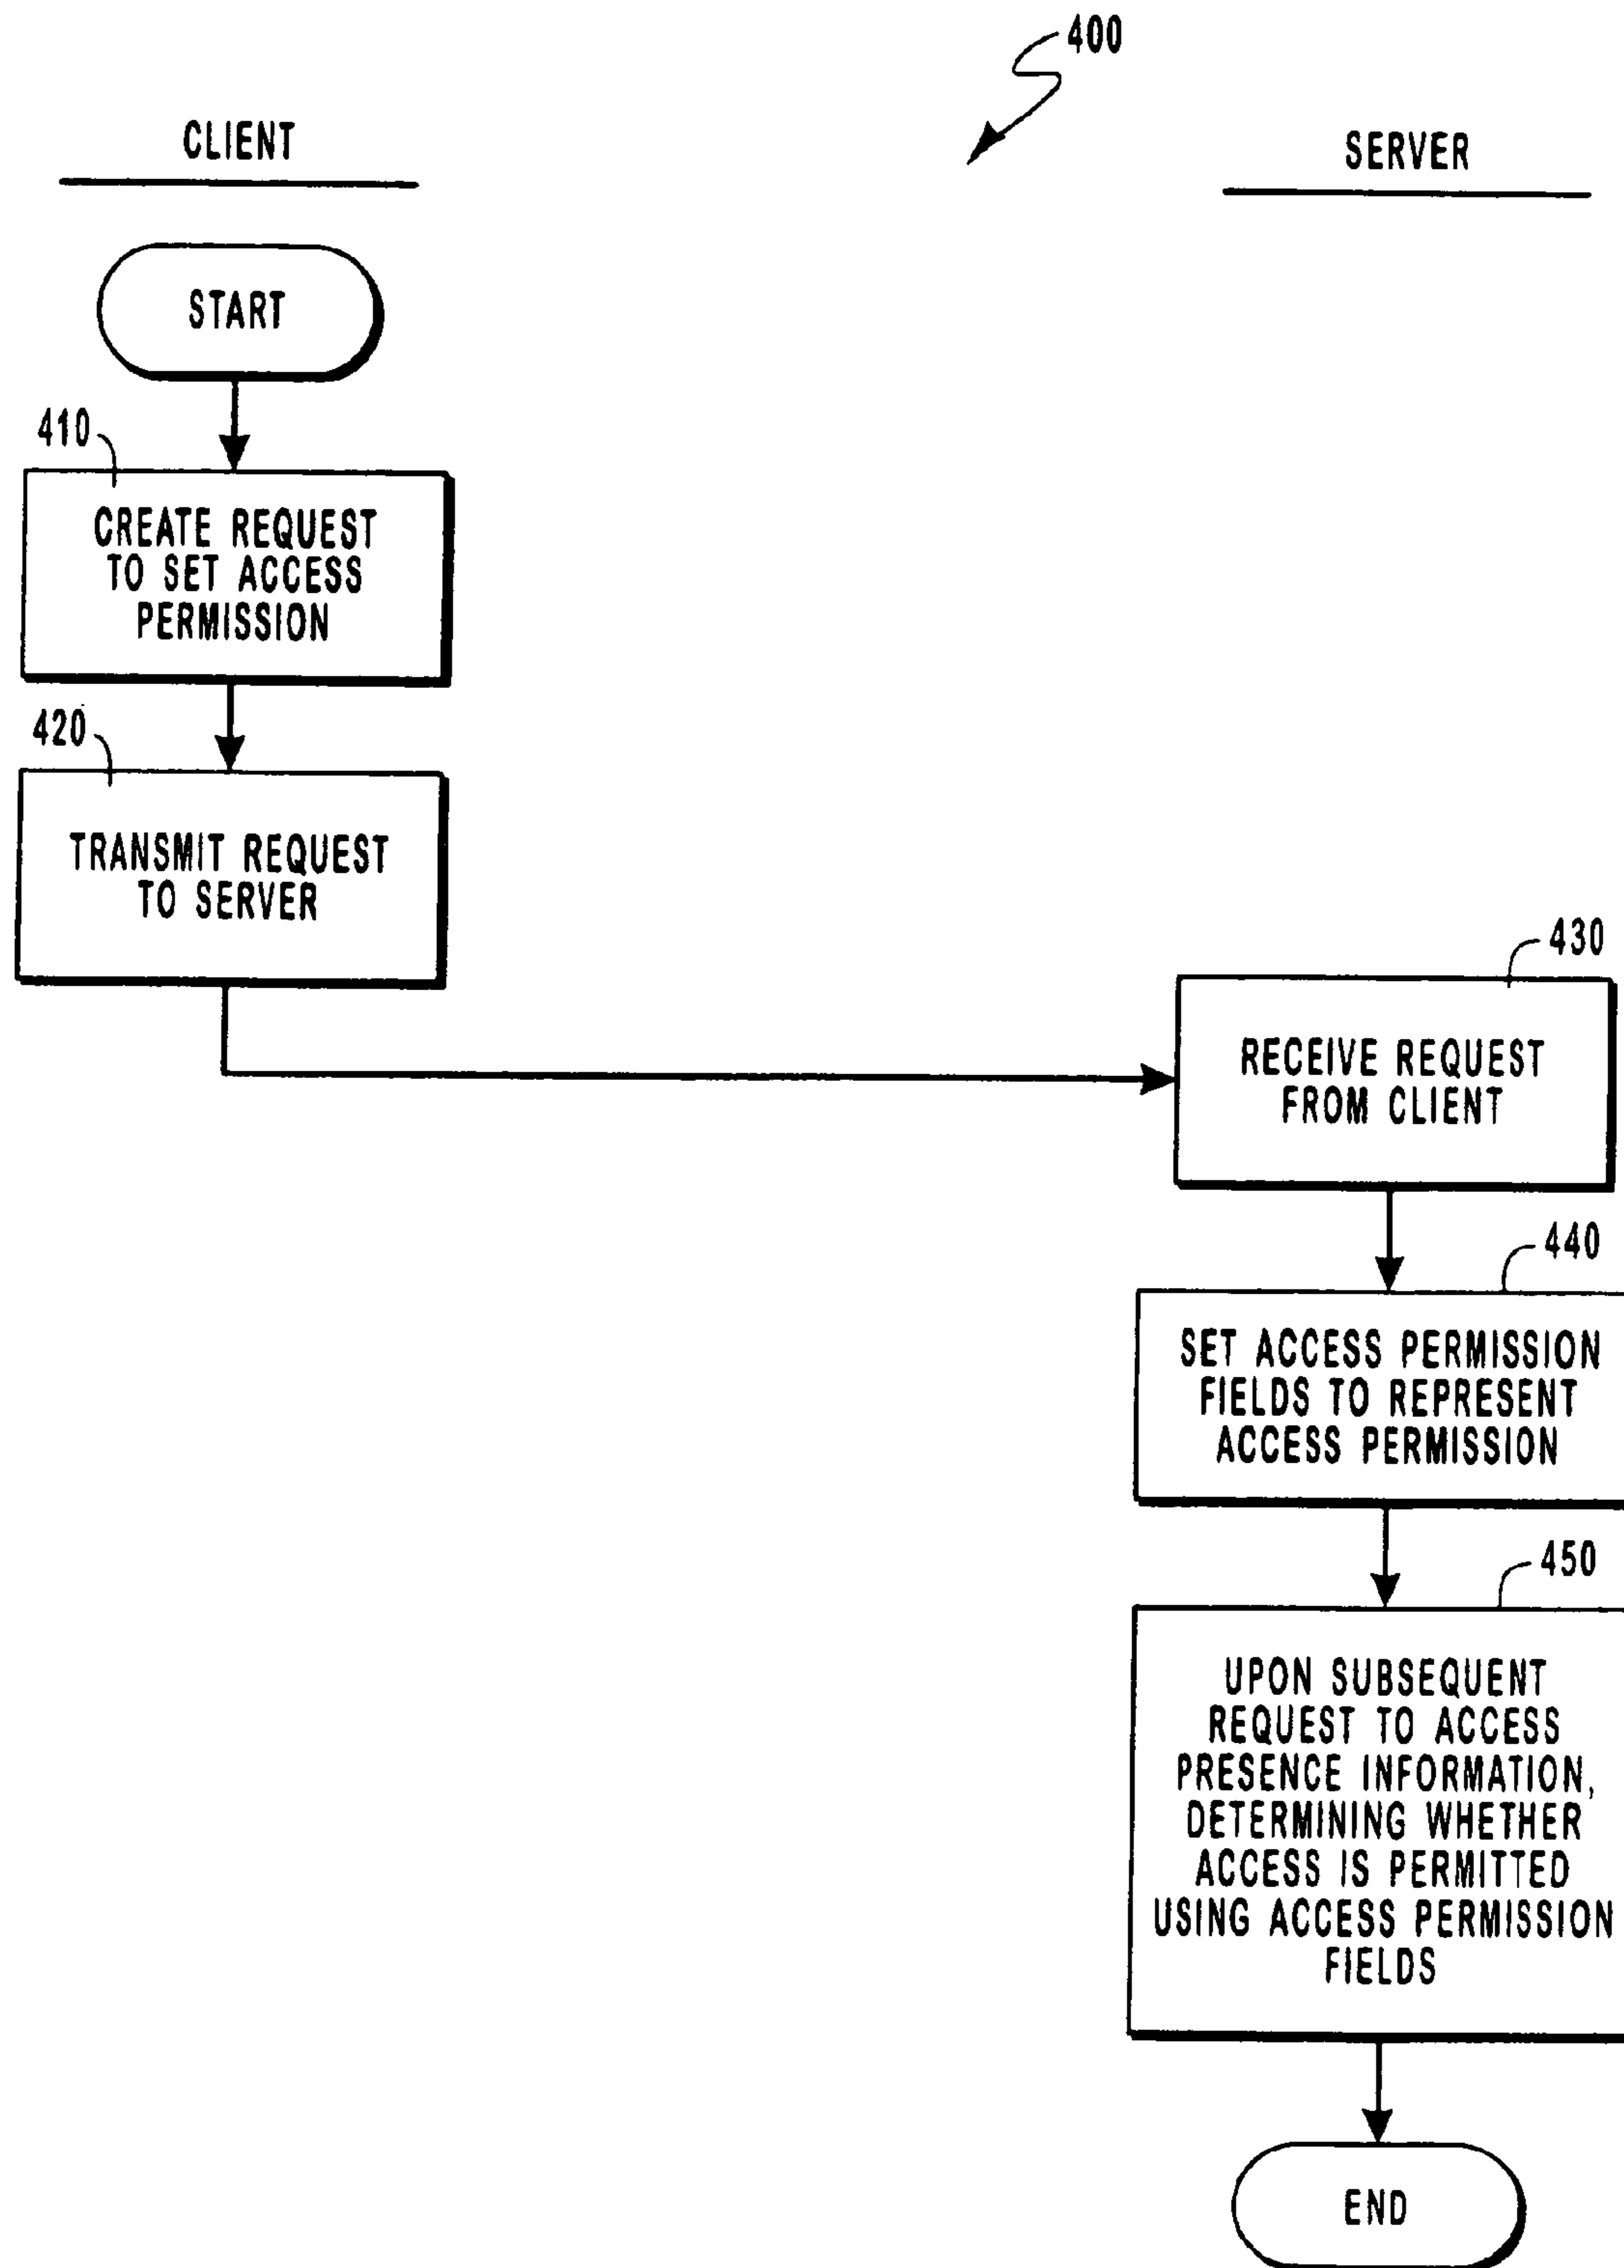 400
CLIENT
SERVER
START
410
CREATE REQUEST
TO SET ACCESS
PERMISSION
420
TRANSMIT REQUEST
TO SERVER
430
RECEIVE REQUEST
FROM CLIENT
440
SET ACCESS PERMISSION
FIELDS TO REPRESENT
ACCESS PERMISSION
450
UPON SUBSEQUENT
REQUEST TO ACCESS
PRESENCE INFORMATION,
DETERMINING WHETHER
ACCESS IS PERMITTED
USING ACCESS PERMISSION
FIELDS
END